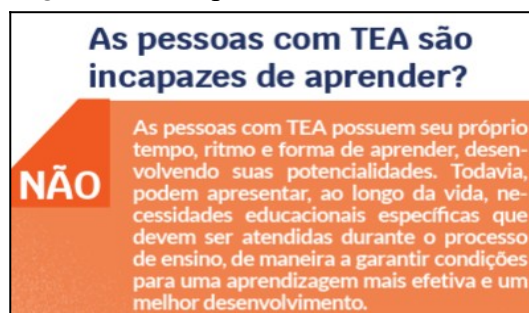 As pessoas com TEA são
incapazes de aprender?
NÃO
As pessoas com TEA possuem seu próprio
tempo, ritmo e forma de aprender, desen-
volvendo suas potencialidades. Todavia,
podem apresentar, ao longo da vida, ne-
cessidades educacionais específicas que
devem ser atendidas durante o processo
de ensino, de maneira a garantir condições
para uma aprendizagem mais efetiva e um
melhor desenvolvimento.